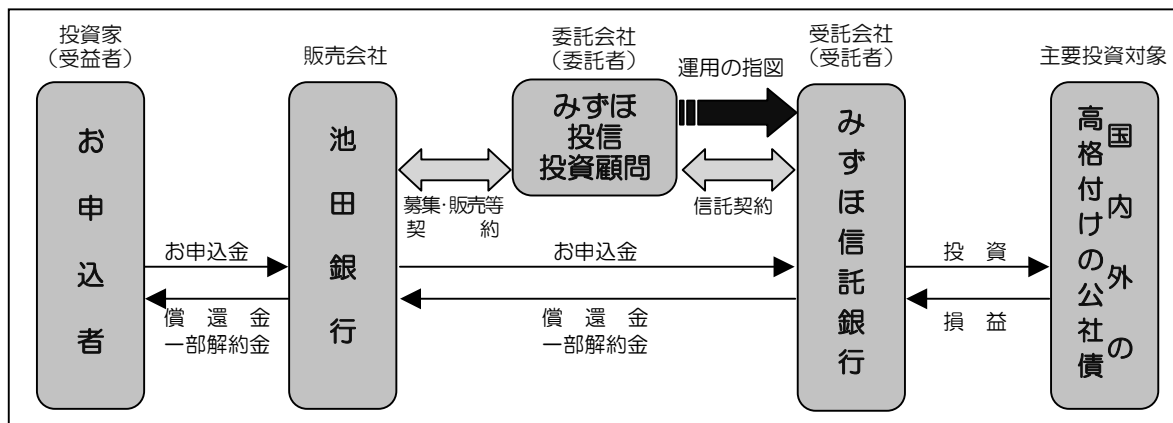 投資家
（受益者）
お申込者
販売会社
池田銀行
委託会社
（委託者）
みずほ
投信
投資顧問
運用の指図
受託会社
（受託者）
みずほ信託銀行
主要投資対象
国内外の
高格付けの公社債
募集・販売等
契　　約
信託契約
お申込金
償　還　金
一部解約金
お申込金
償　還　金
一部解約金
投　資
損　益